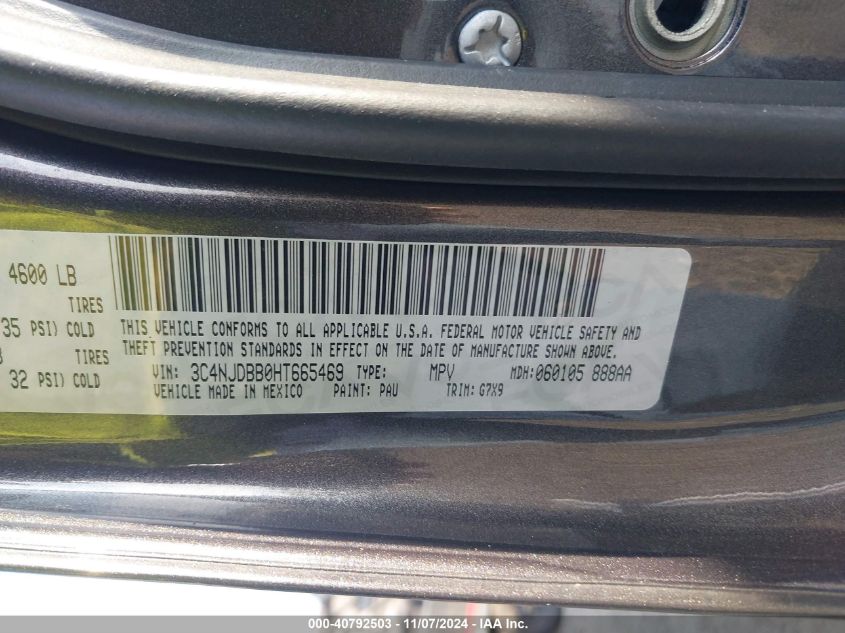 4600 LB
TIRES
35 PSI) COLD
TIRES
32 PSI) COLD
THIS VEHICLE CONFORMS TO ALL APPLICABLE U.S.A. FEDERAL MOTOR VEHICLE SAFETY AND
THEFT PREVENTION STANDARDS IN EFFECT ON THE DATE OF MANUFACTURE SHOWN ABOVE.
VIN: 3C4NJDBB0HT665469 TYPE: MPV MDH:060105 888AA
VEHICLE MADE IN MEXICO PAINT: PAU TRIM: G7X9
000-40792503 - 11/07/2024 - IAA Inc.